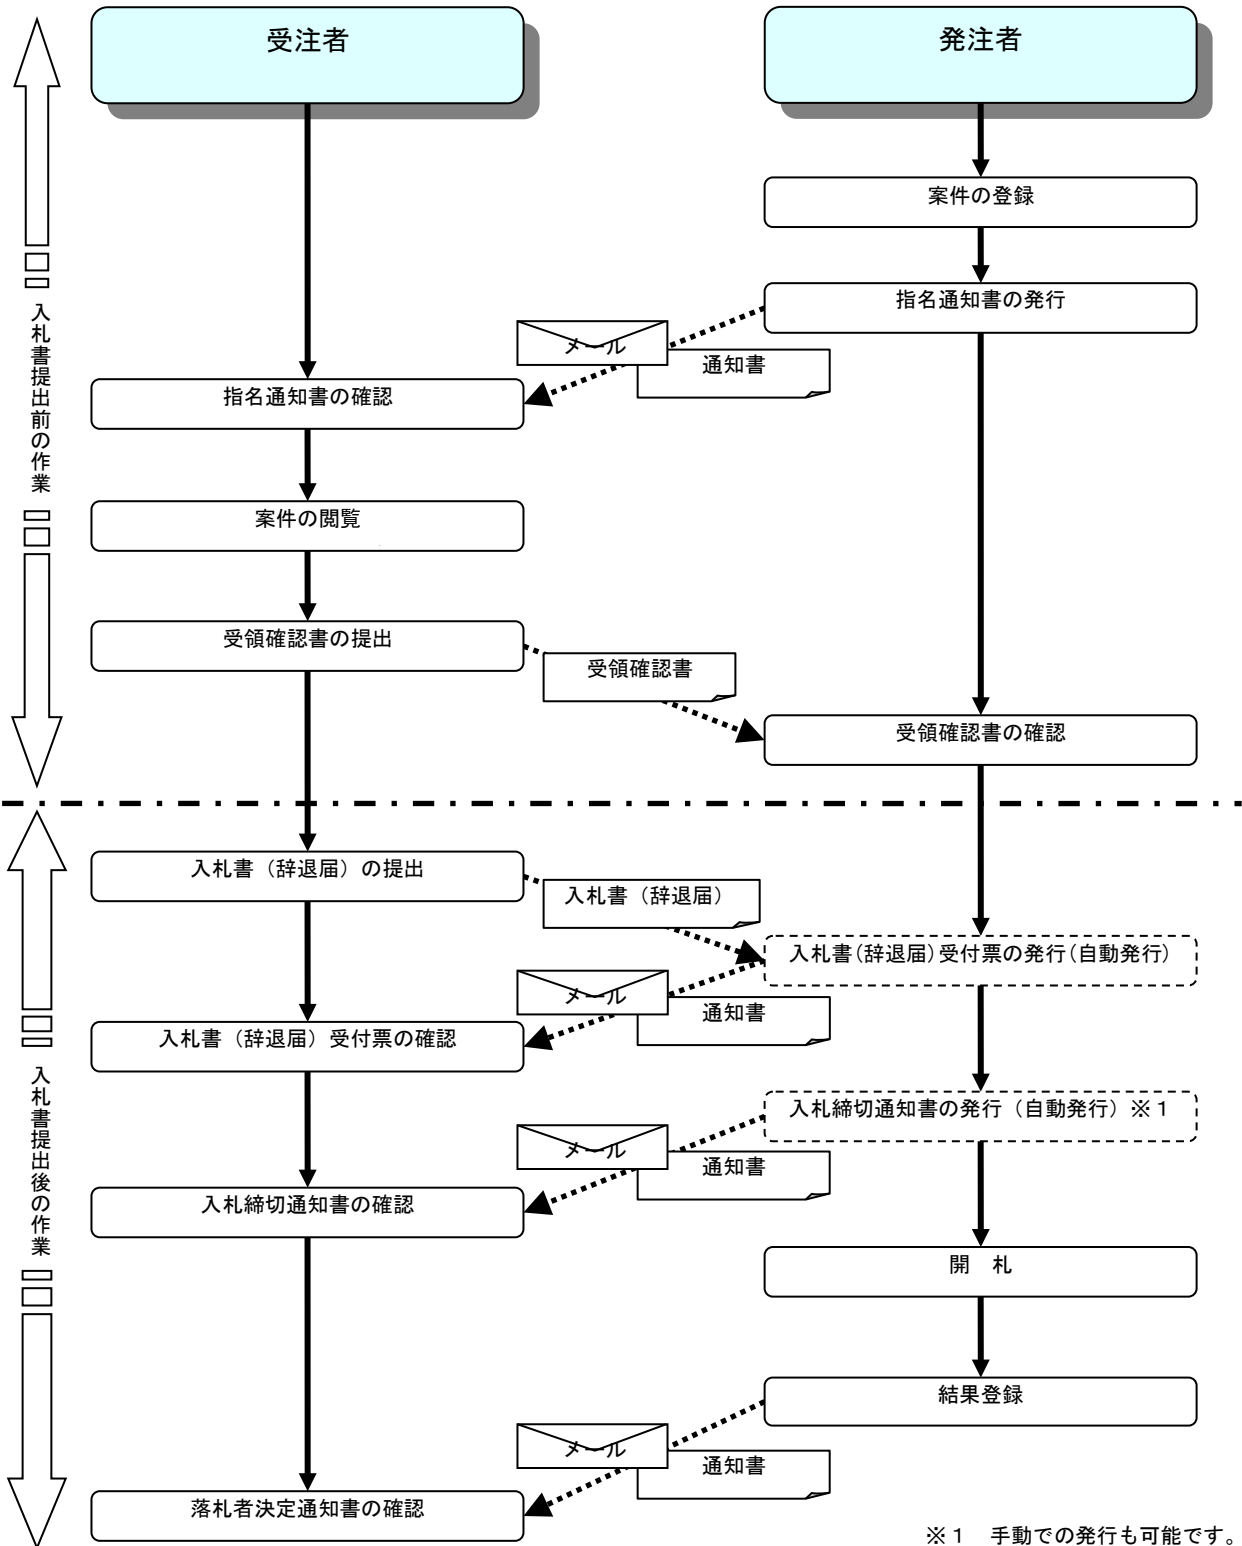 受注者
発注者
案件の登録
指名通知書の発行
メール
通知書
指名通知書の確認
入札書提出前の作業
案件の閲覧
受領確認書の提出
受領確認書
受領確認書の確認
入札書（辞退届）の提出
入札書（辞退届）
入札書(辞退届)受付票の発行(自動発行)
メール
通知書
入札書（辞退届）受付票の確認
入札書提出後の作業
入札締切通知書の発行（自動発行）※１
メール
通知書
入札締切通知書の確認
開　札
結果登録
メール
通知書
落札者決定通知書の確認
※１　手動での発行も可能です。